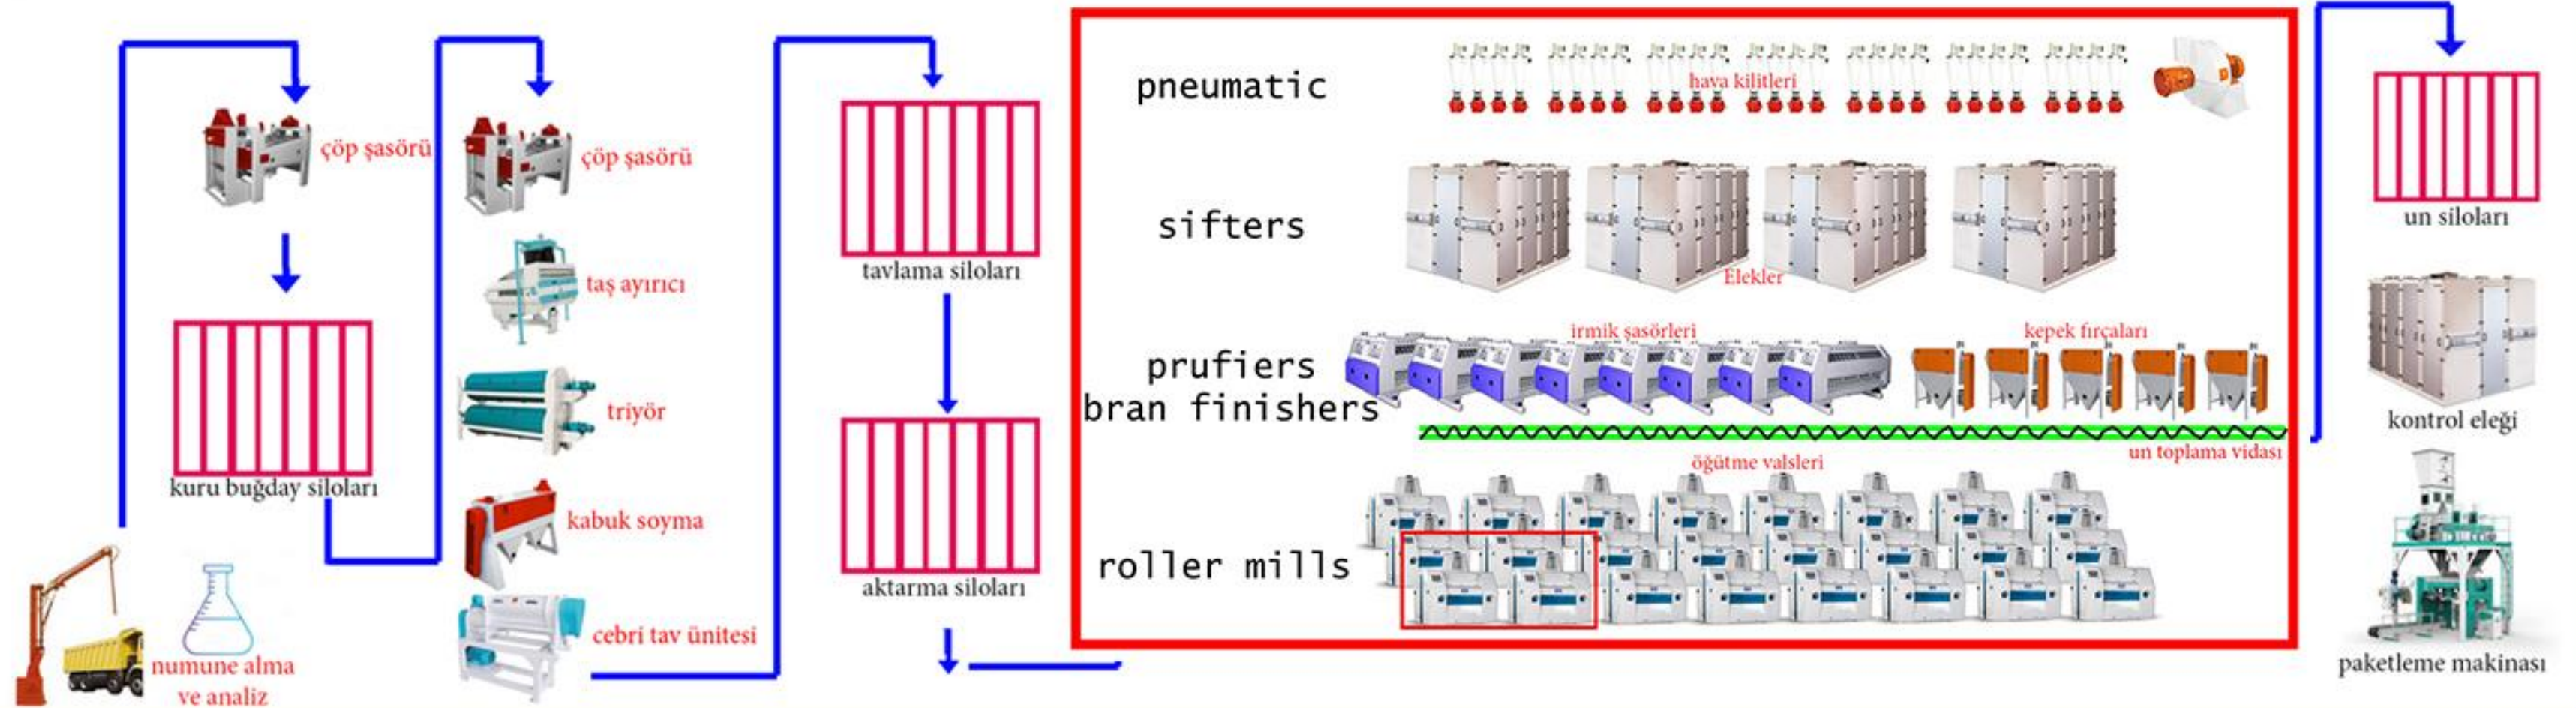 çöp şasörü
kuru buğday siloları
numune alma
ve analiz
çöp şasörü
taş ayırıcı
triyör
kabuk soyma
cebri tav ünitesi
tavlama siloları
aktarma siloları
pneumatic
hava kilitleri
sifters
Elekler
prufiers
bran finishers
irmik şasörleri
kepek fırçaları
un toplama vidası
öğütme valsleri
roller mills
un siloları
kontrol eleği
paketleme makinası